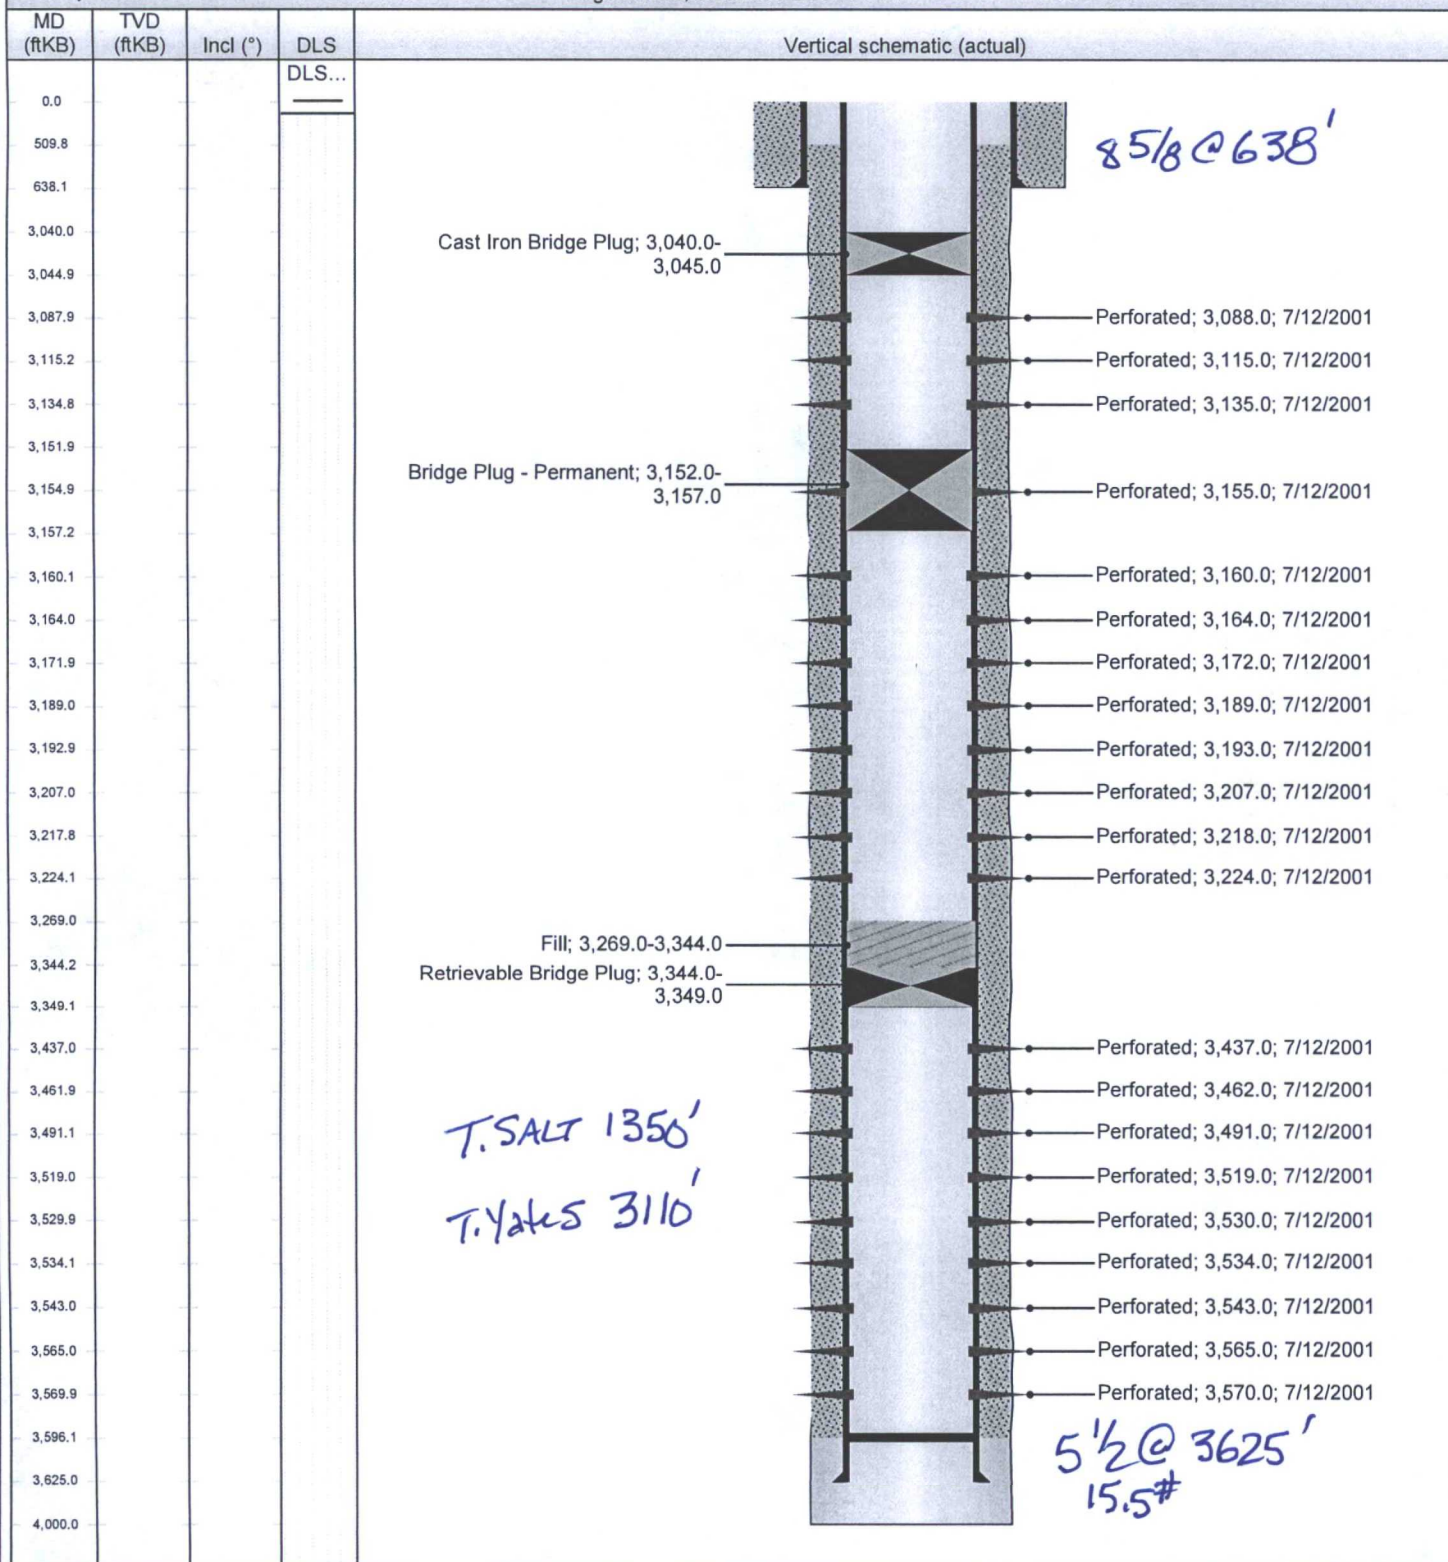 MD
(ftKB)
TVD
(ftKB)
Incl (°)
DLS
Vertical schematic (actual)
DLS...
0.0
509.8
638.1
3,040.0
3,044.9
3,087.9
3,115.2
3,134.8
3,151.9
3,154.9
3,157.2
3,160.1
3,164.0
3,171.9
3,189.0
3,192.9
3,207.0
3,217.8
3,224.1
3,269.0
3,344.2
3,349.1
3,437.0
3,461.9
3,491.1
3,519.0
3,529.9
3,534.1
3,543.0
3,565.0
3,569.9
3,596.1
3,625.0
4,000.0
8 5/8 @ 638'
Cast Iron Bridge Plug; 3,040.0-
3,045.0
Perforated; 3,088.0; 7/12/2001
Perforated; 3,115.0; 7/12/2001
Perforated; 3,135.0; 7/12/2001
Bridge Plug - Permanent; 3,152.0-
3,157.0
Perforated; 3,155.0; 7/12/2001
Perforated; 3,160.0; 7/12/2001
Perforated; 3,164.0; 7/12/2001
Perforated; 3,172.0; 7/12/2001
Perforated; 3,189.0; 7/12/2001
Perforated; 3,193.0; 7/12/2001
Perforated; 3,207.0; 7/12/2001
Perforated; 3,218.0; 7/12/2001
Perforated; 3,224.0; 7/12/2001
Fill; 3,269.0-3,344.0
Retrievable Bridge Plug; 3,344.0-
3,349.0
Perforated; 3,437.0; 7/12/2001
Perforated; 3,462.0; 7/12/2001
Perforated; 3,491.0; 7/12/2001
Perforated; 3,519.0; 7/12/2001
Perforated; 3,530.0; 7/12/2001
Perforated; 3,534.0; 7/12/2001
Perforated; 3,543.0; 7/12/2001
Perforated; 3,565.0; 7/12/2001
Perforated; 3,570.0; 7/12/2001
T. SALT 1350'
T. Yates 3110'
5 1/2 @ 3625'
15.5#